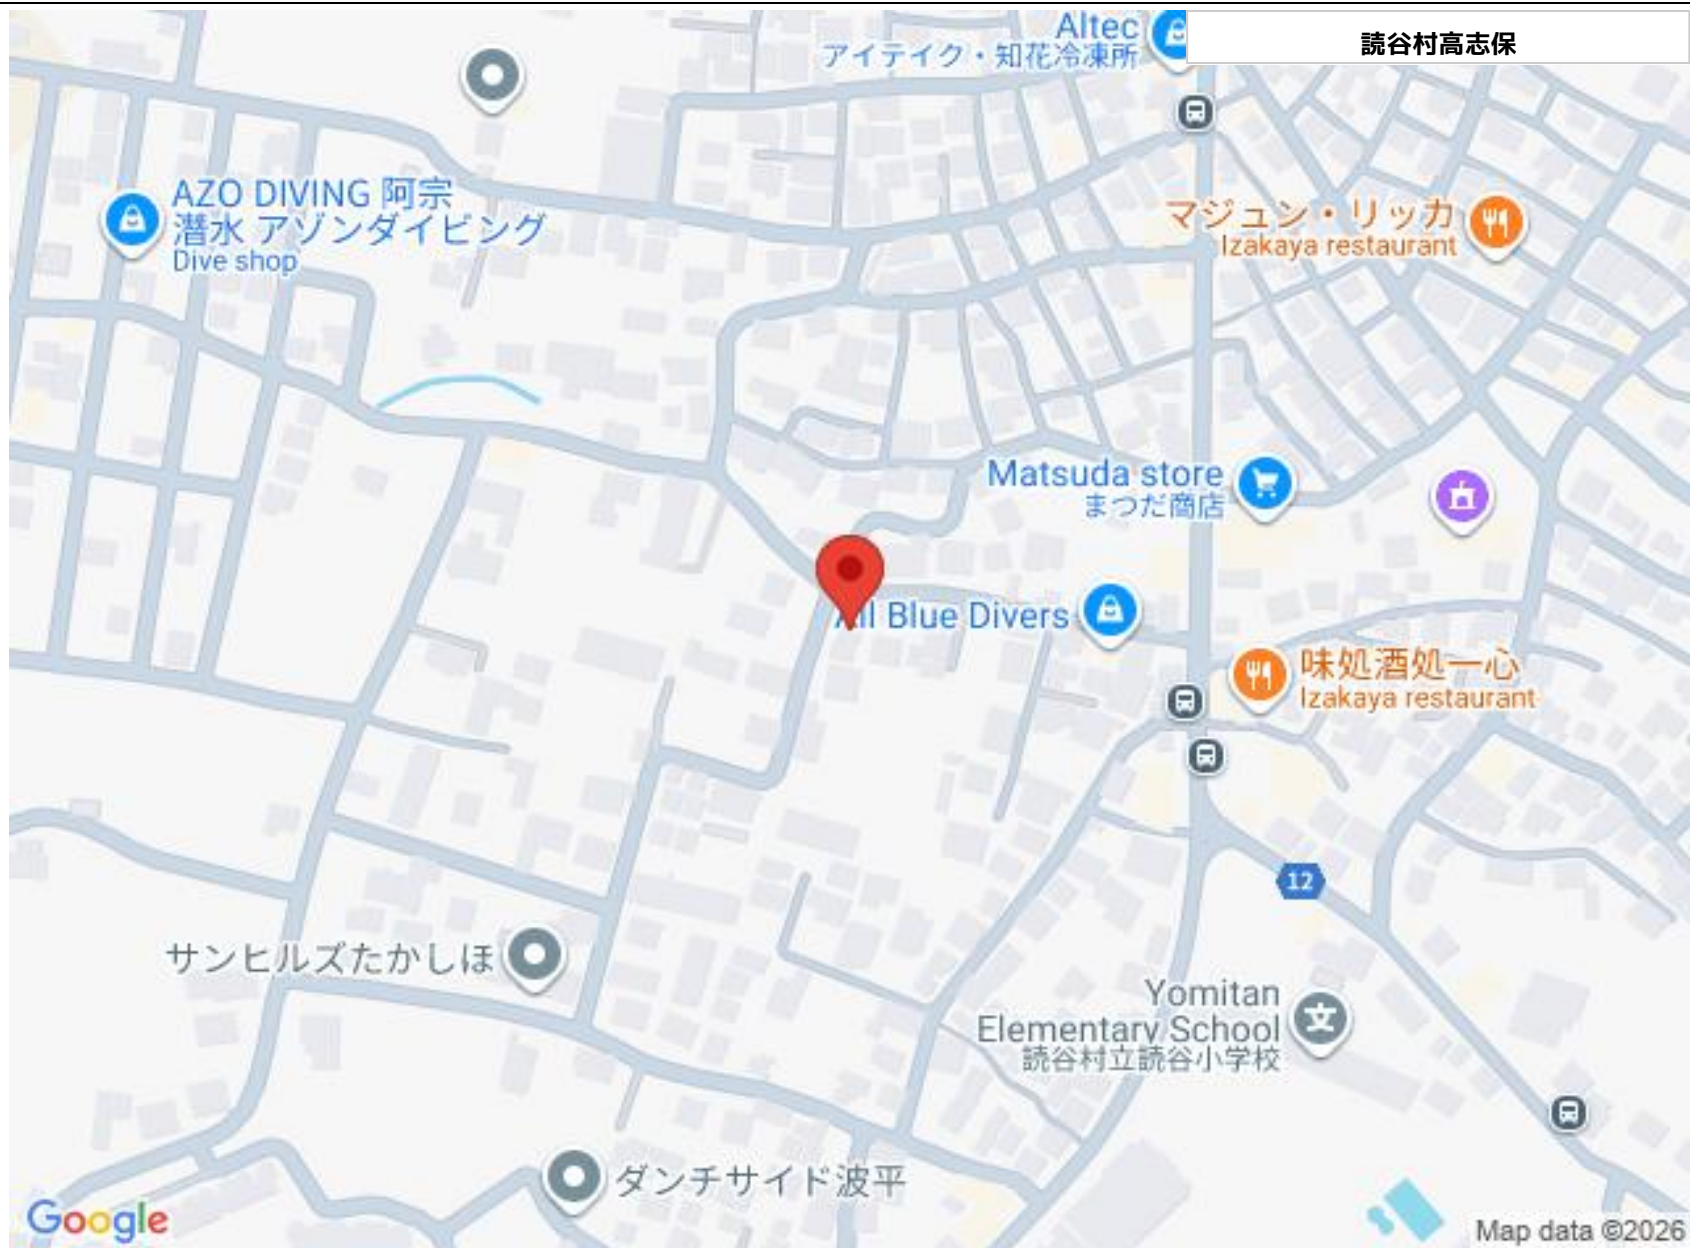 Altec
アイテイク・知花冷凍所
読谷村高志保
AZO DIVING 阿宗
潜水 アゾンダイビング
Dive shop
マジュン・リッカ
Izakaya restaurant
Matsuda store
まつだ商店
All Blue Divers
味処酒処一心
Izakaya restaurant
12
サンヒルズたかしほ
Yomitan
Elementary School
読谷村立読谷小学校
文
ダンチサイド波平
Google
Map data ©2026